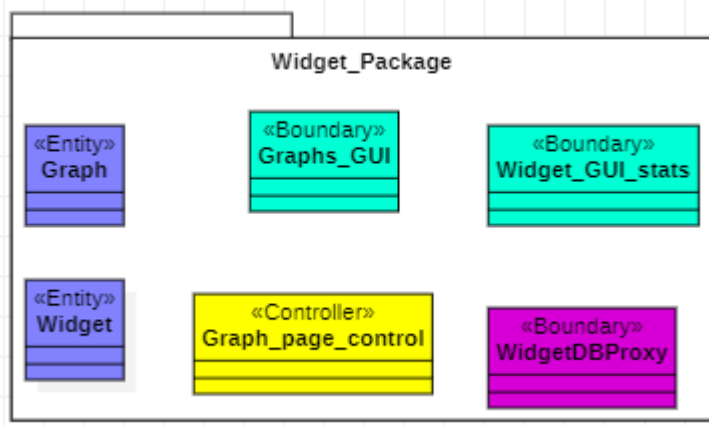 Widget_Package
«Entity»
Graph
«Boundary»
Graphs_GUI
«Boundary»
Widget_GUI_stats
«Entity»
Widget
«Controller»
Graph_page_control
«Boundary»
WidgetDBProxy